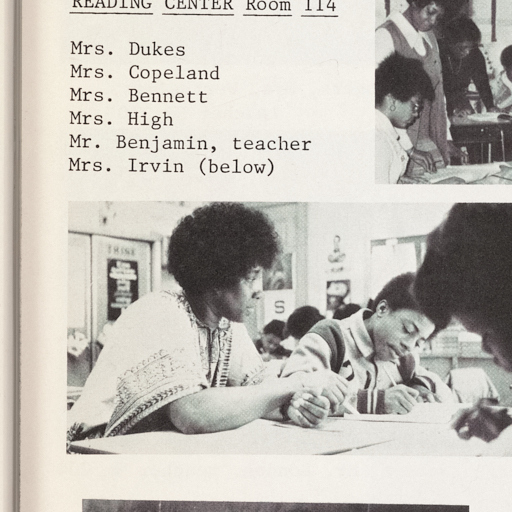 READING CENTER Room 114
Mrs. Dukes
Mrs. Copeland
Mrs. Bennett
Mrs. High
Mr. Benjamin, teacher
Mrs. Irvin (below)
THINK
S